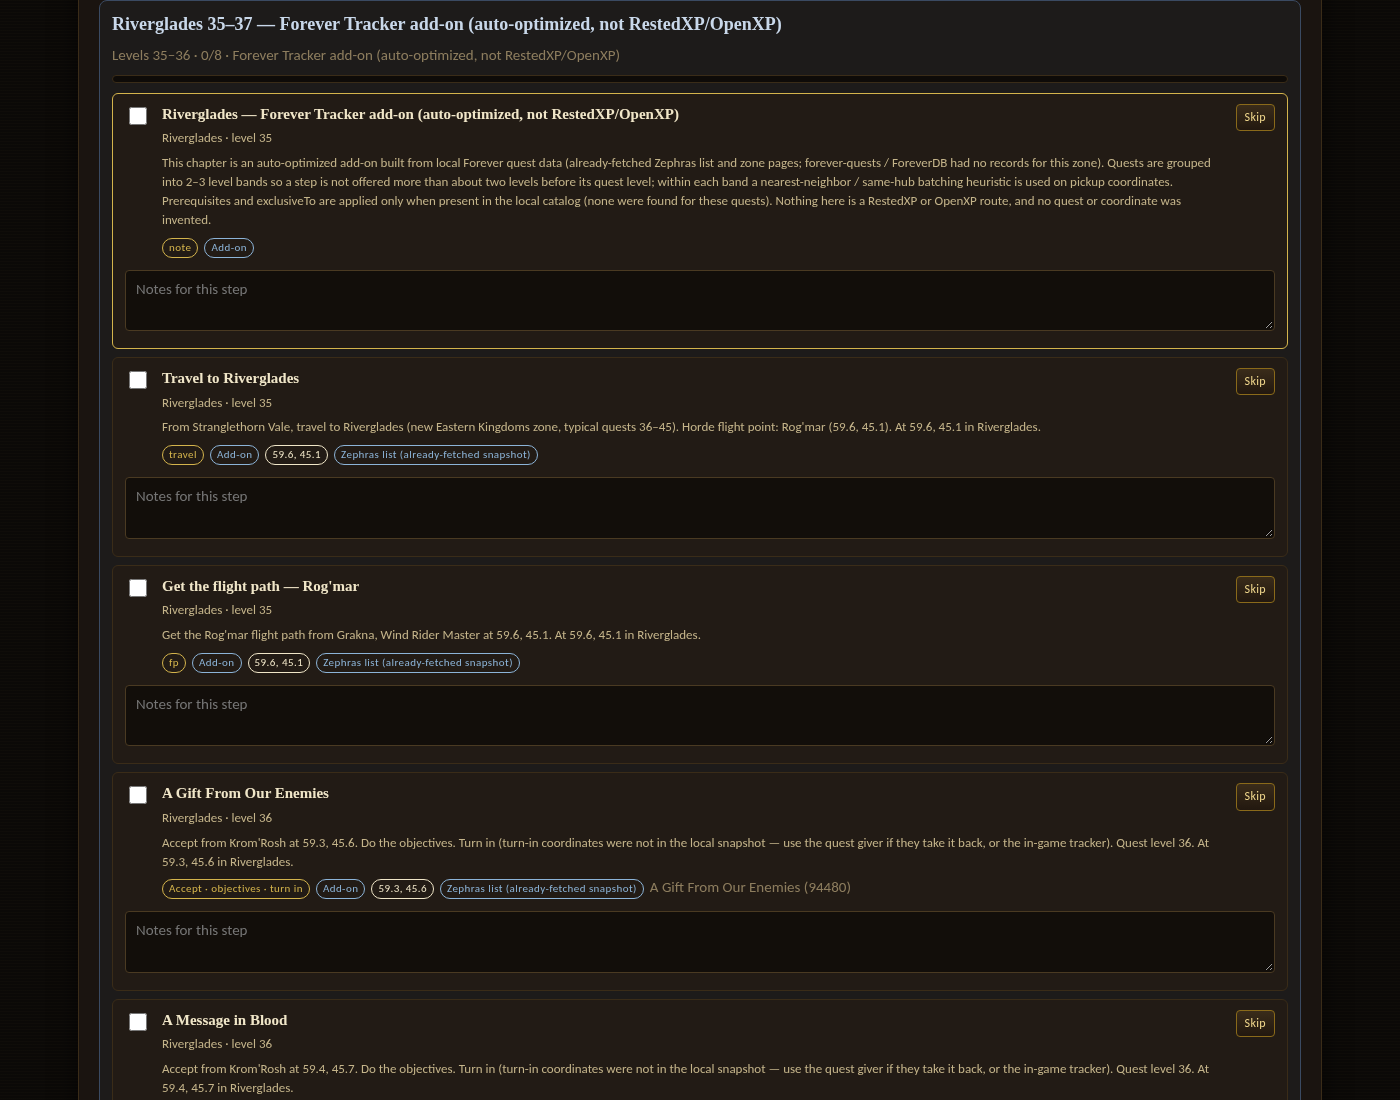 Riverglades 35–37 — Forever Tracker add-on (auto-optimized, not RestedXP/OpenXP)
Levels 35–36 · 0/8 · Forever Tracker add-on (auto-optimized, not RestedXP/OpenXP)
Riverglades — Forever Tracker add-on (auto-optimized, not RestedXP/OpenXP)
Skip
Riverglades · level 35
This chapter is an auto-optimized add-on built from local Forever quest data (already-fetched Zephras list and zone pages; forever-quests / ForeverDB had no records for this zone). Quests are grouped
into 2–3 level bands so a step is not offered more than about two levels before its quest level; within each band a nearest-neighbor / same-hub batching heuristic is used on pickup coordinates.
Prerequisites and exclusiveTo are applied only when present in the local catalog (none were found for these quests). Nothing here is a RestedXP or OpenXP route, and no quest or coordinate was
invented.
note Add-on
Notes for this step
Travel to Riverglades
Skip
Riverglades · level 35
From Stranglethorn Vale, travel to Riverglades (new Eastern Kingdoms zone, typical quests 36–45). Horde flight point: Rog'mar (59.6, 45.1). At 59.6, 45.1 in Riverglades.
travel Add-on 59.6, 45.1 Zephras list (already-fetched snapshot)
Notes for this step
Get the flight path — Rog'mar
Skip
Riverglades · level 35
Get the Rog'mar flight path from Grakna, Wind Rider Master at 59.6, 45.1. At 59.6, 45.1 in Riverglades.
fp Add-on 59.6, 45.1 Zephras list (already-fetched snapshot)
Notes for this step
A Gift From Our Enemies
Skip
Riverglades · level 36
Accept from Krom'Rosh at 59.3, 45.6. Do the objectives. Turn in (turn-in coordinates were not in the local snapshot — use the quest giver if they take it back, or the in-game tracker). Quest level 36. At
59.3, 45.6 in Riverglades.
Accept · objectives · turn in Add-on 59.3, 45.6 Zephras list (already-fetched snapshot) A Gift From Our Enemies (94480)
Notes for this step
A Message in Blood
Skip
Riverglades · level 36
Accept from Krom'Rosh at 59.4, 45.7. Do the objectives. Turn in (turn-in coordinates were not in the local snapshot — use the quest giver if they take it back, or the in-game tracker). Quest level 36. At
59.4, 45.7 in Riverglades.